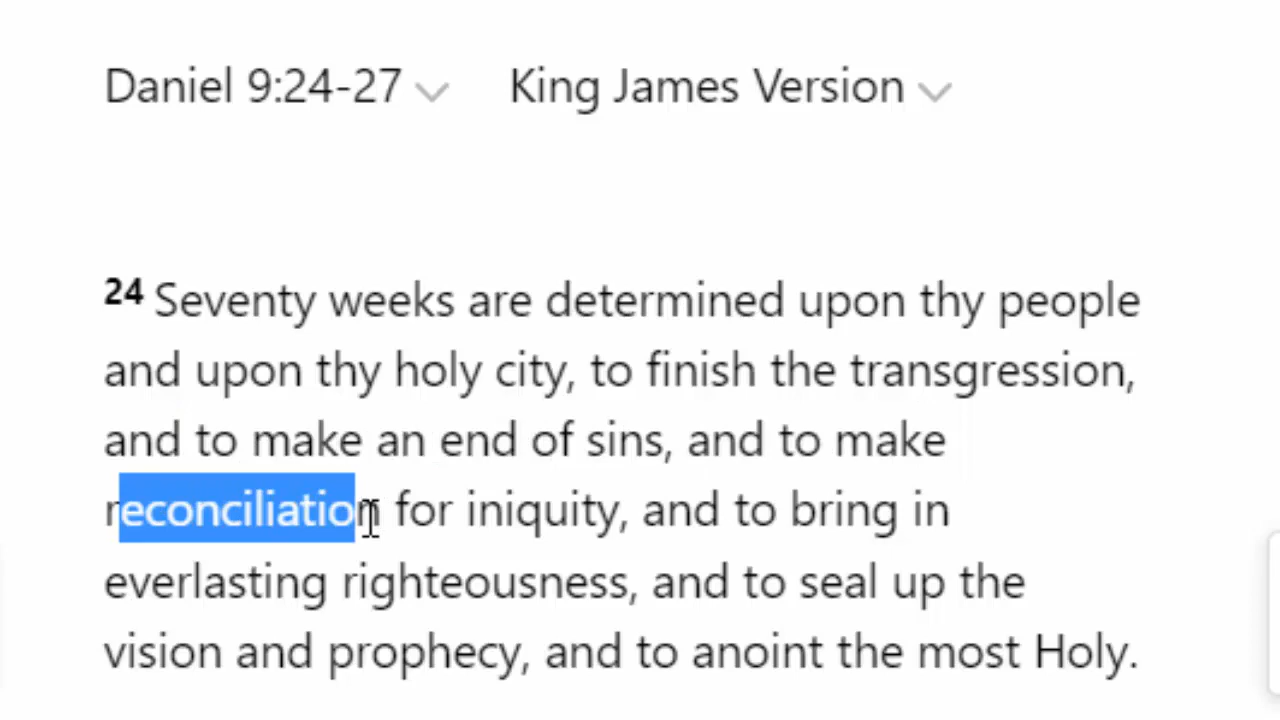 Daniel 9:24-27 King James Version
24 Seventy weeks are determined upon thy people
and upon thy holy city, to finish the transgression,
and to make an end of sins, and to make
reconciliation for iniquity, and to bring in
everlasting righteousness, and to seal up the
vision and prophecy, and to anoint the most Holy.